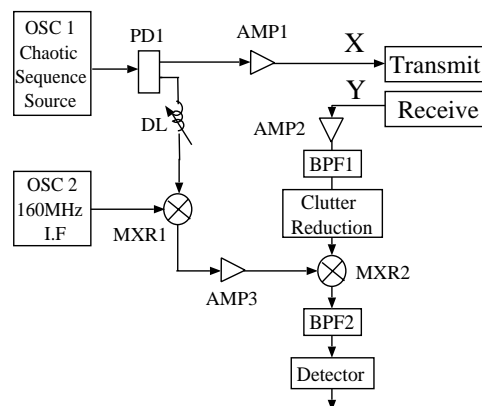 OSC 1
Chaotic
Sequence
Source
PD1
AMP1
X
Transmit
Y
Receive
DL
AMP2
BPF1
OSC 2
160MHz
I.F
MXR1
Clutter
Reduction
AMP3
MXR2
BPF2
Detector